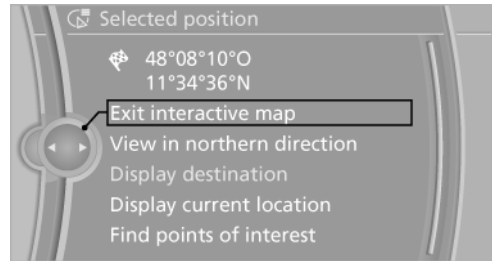 Selected position
48°08'10"O
11°34'36"N
Exit interactive map
View in northern direction
Display destination
Display current location
Find points of interest